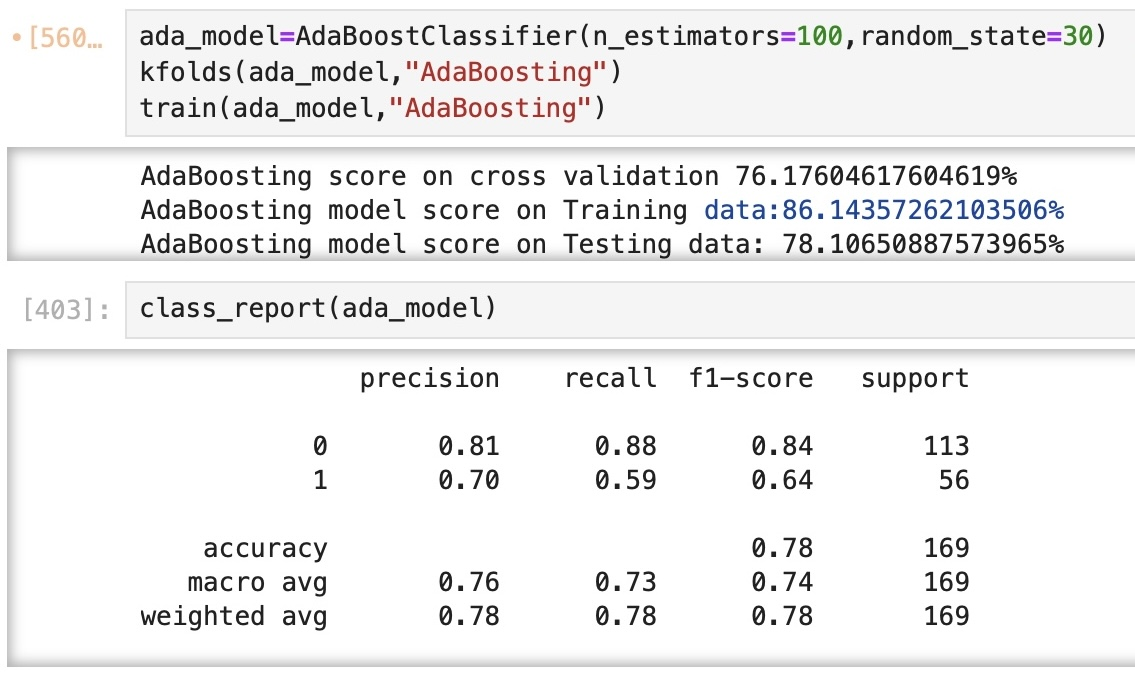 •[560…
ada_model=AdaBoostClassifier(n_estimators=100,random_state=30)
kfolds(ada_model,"AdaBoosting")
train(ada_model,"AdaBoosting")
AdaBoosting score on cross validation 76.17604617604619%
AdaBoosting model score on Training data:86.14357262103506%
AdaBoosting model score on Testing data: 78.10650887573965%
[403]:
class_report(ada_model)
precision recall f1-score support
0 0.81 0.88 0.84 113
1 0.70 0.59 0.64 56
accuracy 0.78 169
macro avg 0.76 0.73 0.74 169
weighted avg 0.78 0.78 0.78 169